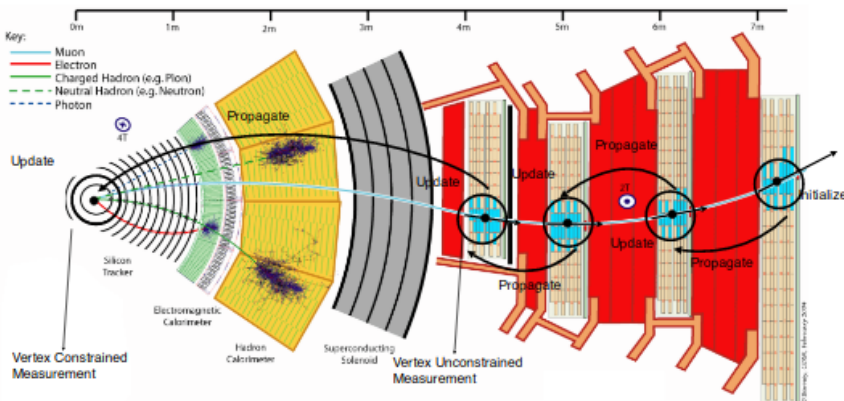 0m 1m 2m 3m 4m 5m 6m 7m
Key:
Muon
Electron
Charged Hadron (e.g. Pion)
Neutral Hadron (e.g. Neutron)
Photon
4T
Update
Propagate
Update
Update
Propagate
2T
Initialize
Update
Propagate
Propagate
Silicon
Tracker
Electromagnetic
Calorimeter
Hadron
Calorimeter
Superconducting
Solenoid
Vertex Constrained
Measurement
Vertex Unconstrained
Measurement